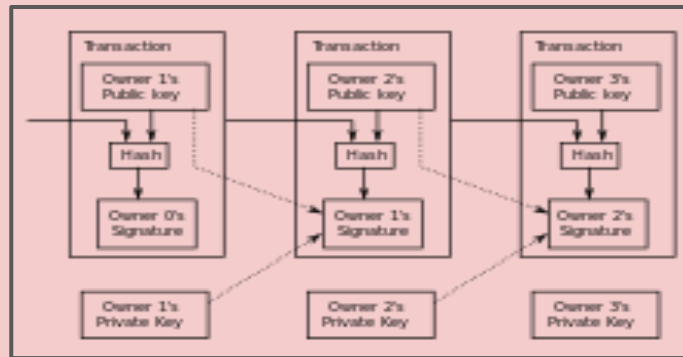 Transaction
Owner 1's
Public key
Hash
Owner 0's
Signature
Owner 1's
Private Key
Transaction
Owner 2's
Public key
Hash
Owner 1's
Signature
Owner 2's
Private Key
Transaction
Owner 3's
Public key
Hash
Owner 2's
Signature
Owner 3's
Private Key